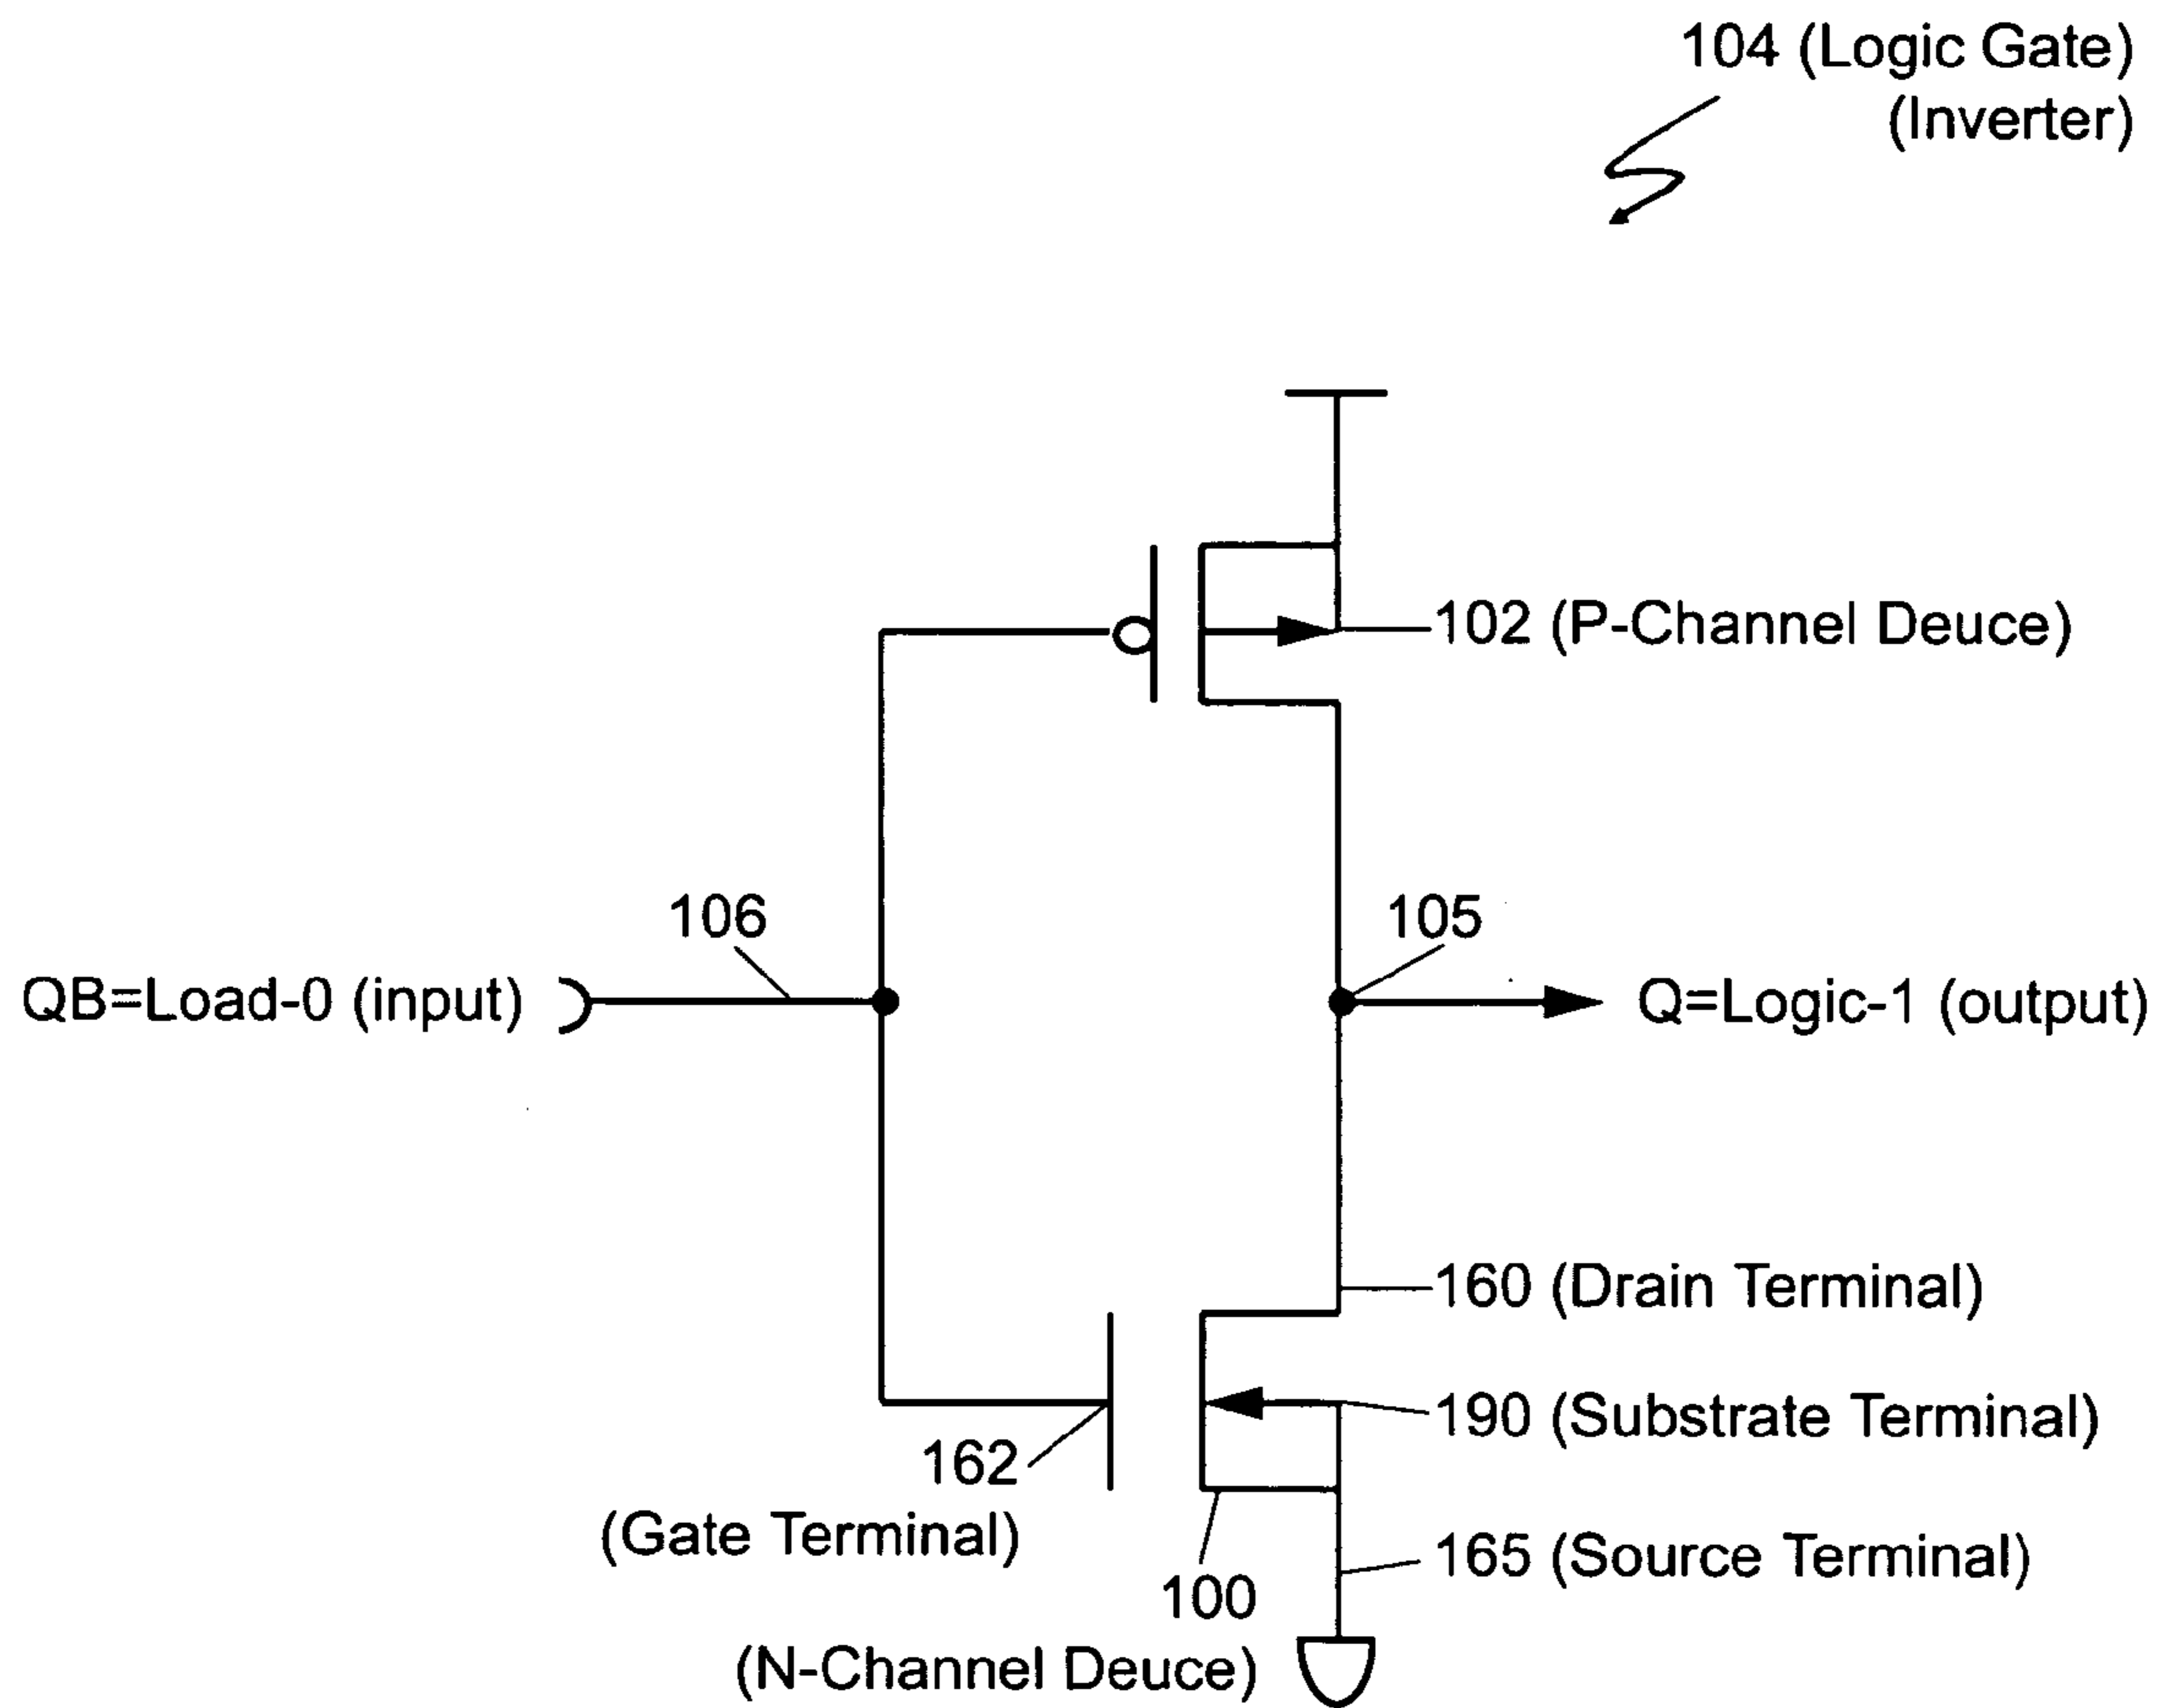 104 (Logic Gate)
(Inverter)
102 (P-Channel Deuce)
106
105
QB=Load-0 (input)
Q=Logic-1 (output)
160 (Drain Terminal)
190 (Substrate Terminal)
162
(Gate Terminal)
165 (Source Terminal)
100
(N-Channel Deuce)